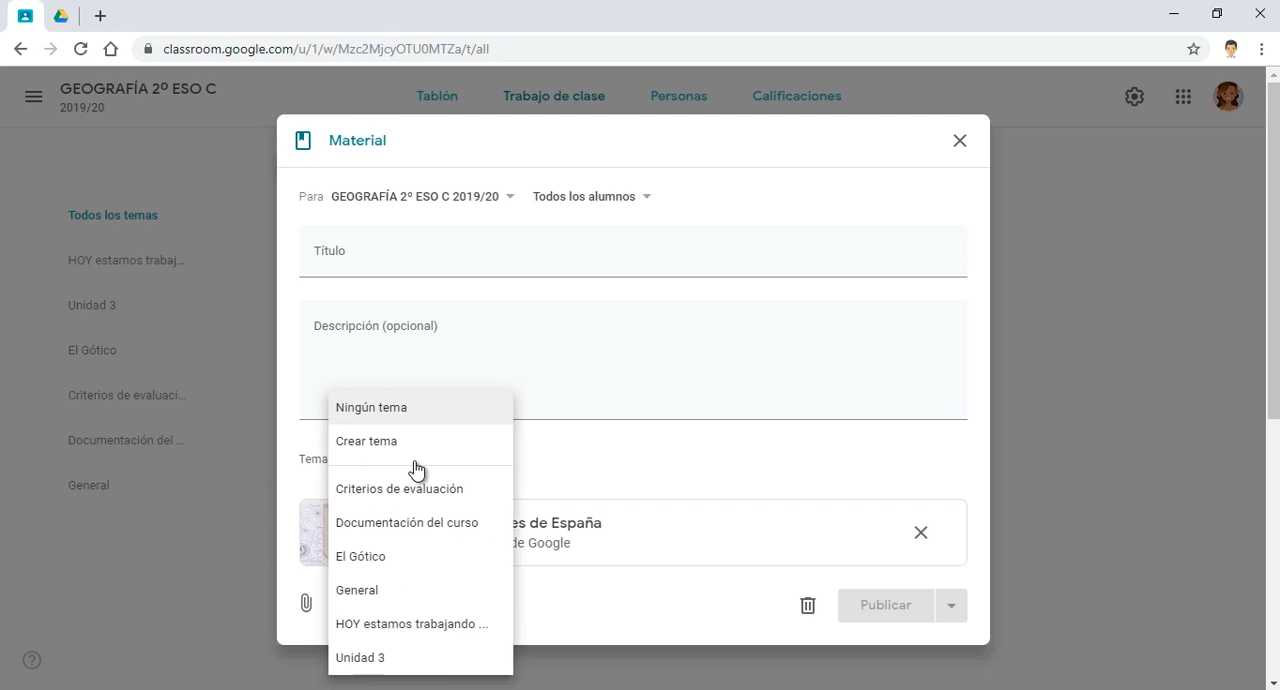 classroom.google.com/u/1/w/Mzc2MjcyOTU0MTZa/t/all
GEOGRAFÍA 2º ESO C
2019/20
Tablón
Trabajo de clase
Personas
Calificaciones
Material
Para GEOGRAFÍA 2º ESO C 2019/20 Todos los alumnos
Todos los temas
HOY estamos trabaj...
Unidad 3
El Gótico
Criterios de evaluaci...
Documentación del ...
General
Título
Descripción (opcional)
Tema
Ningún tema
Crear tema
Criterios de evaluación
Documentación del curso
El Gótico
General
HOY estamos trabajando ...
Unidad 3
es de España
de Google
Publicar